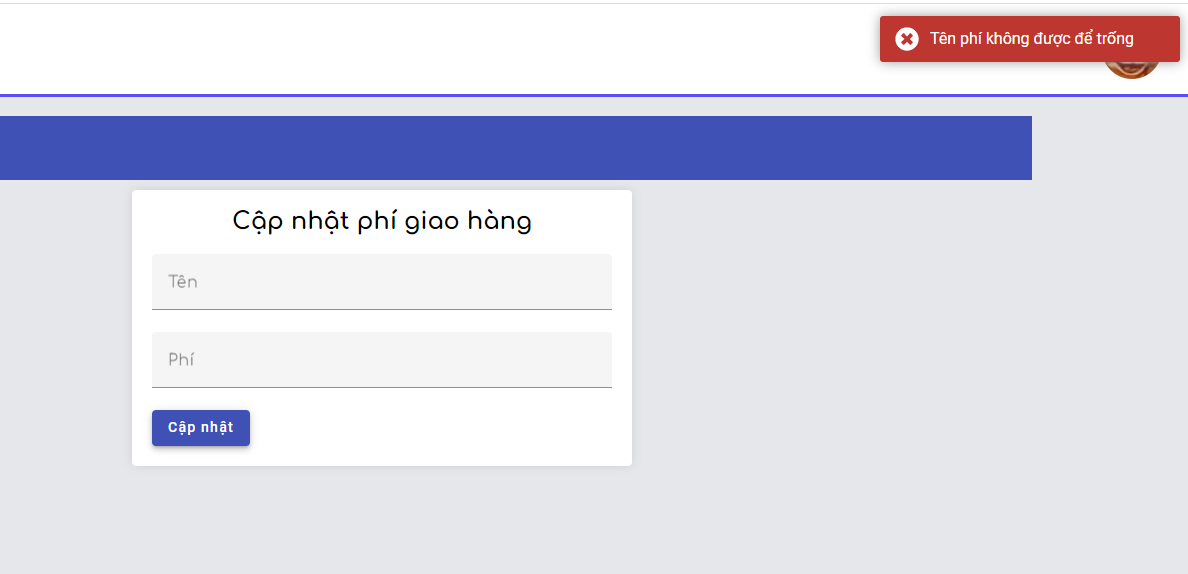 Tên phí không được để trống
Cập nhật phí giao hàng
Tên
Phí
Cập nhật